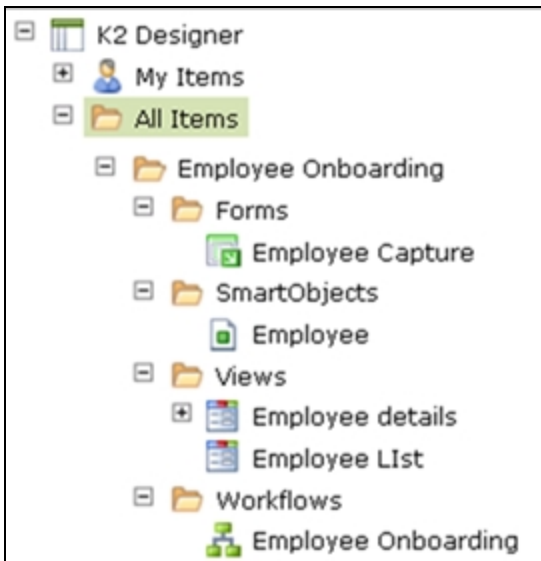 K2 Designer
My Items
All Items
Employee Onboarding
Forms
Employee Capture
SmartObjects
Employee
Views
Employee details
Employee LIst
Workflows
Employee Onboarding